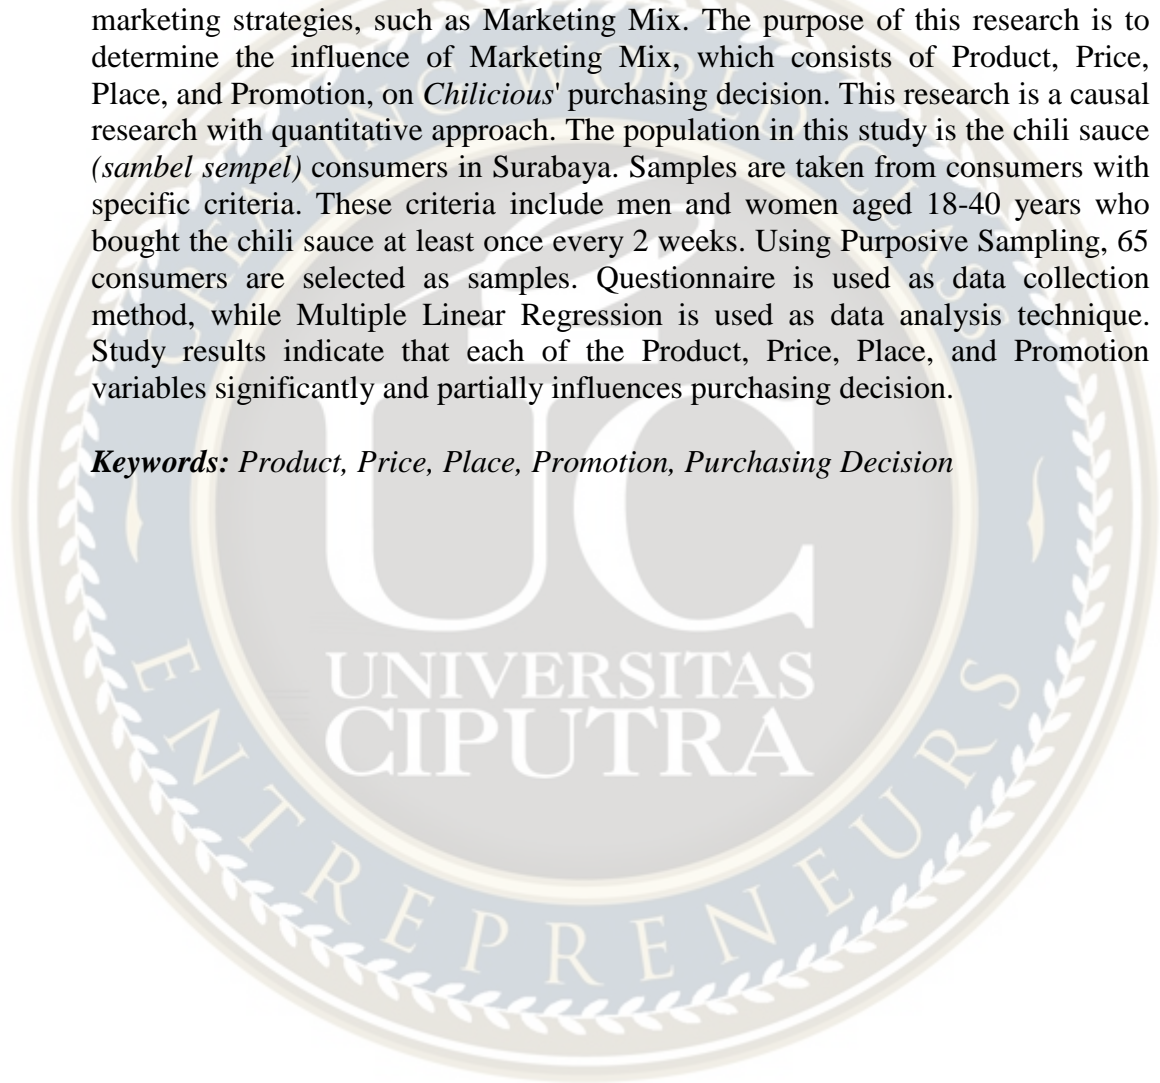 marketing strategies, such as Marketing Mix. The purpose of this research is to
determine the influence of Marketing Mix, which consists of Product, Price,
Place, and Promotion, on Chilicious' purchasing decision. This research is a causal
research with quantitative approach. The population in this study is the chili sauce
(sambel sempel) consumers in Surabaya. Samples are taken from consumers with
specific criteria. These criteria include men and women aged 18-40 years who
bought the chili sauce at least once every 2 weeks. Using Purposive Sampling, 65
consumers are selected as samples. Questionnaire is used as data collection
method, while Multiple Linear Regression is used as data analysis technique.
Study results indicate that each of the Product, Price, Place, and Promotion
variables significantly and partially influences purchasing decision.
Keywords: Product, Price, Place, Promotion, Purchasing Decision
CREATING WORLD CLASS
UC
UNIVERSITAS
CIPUTRA
ENTREPRENEURS